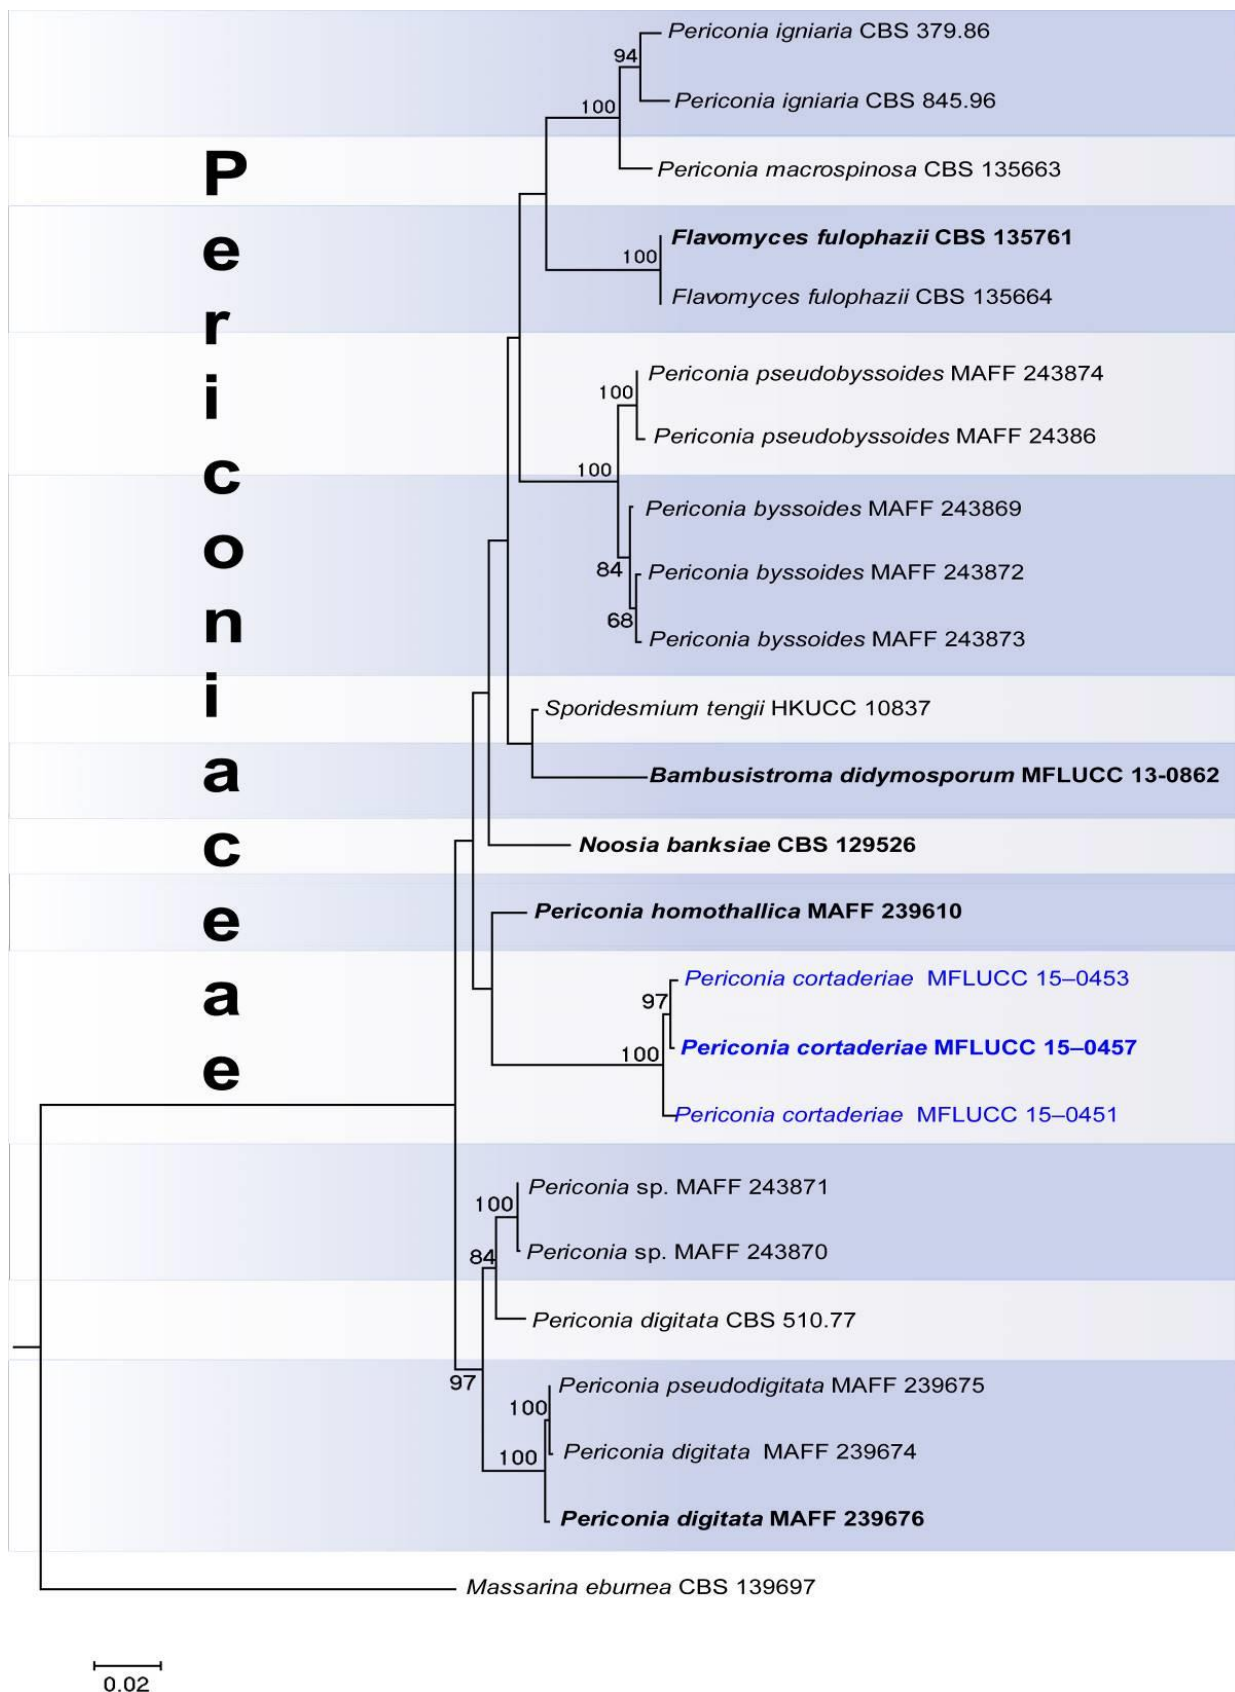 Periconia igniaria CBS 379.86
94
100
Periconia igniaria CBS 845.96
Periconia macrospinosa CBS 135663
Flavomyces fulophazii CBS 135761
100
Flavomyces fulophazii CBS 135664
Periconia pseudobyssoides MAFF 243874
100
Periconia pseudobyssoides MAFF 24386
100
Periconia byssoides MAFF 243869
84
Periconia byssoides MAFF 243872
68
Periconia byssoides MAFF 243873
Sporidesmium tengii HKUCC 10837
Bambusistroma didymosporum MFLUCC 13-0862
Noosia banksiae CBS 129526
Periconia homothallica MAFF 239610
Periconia cortaderiae MFLUCC 15–0453
97
Periconia cortaderiae MFLUCC 15–0457
100
Periconia cortaderiae MFLUCC 15–0451
Periconia sp. MAFF 243871
100
Periconia sp. MAFF 243870
84
Periconia digitata CBS 510.77
97
Periconia pseudodigitata MAFF 239675
100
Periconia digitata MAFF 239674
100
Periconia digitata MAFF 239676
Massarina eburnea CBS 139697
0.02
Periconiaceae